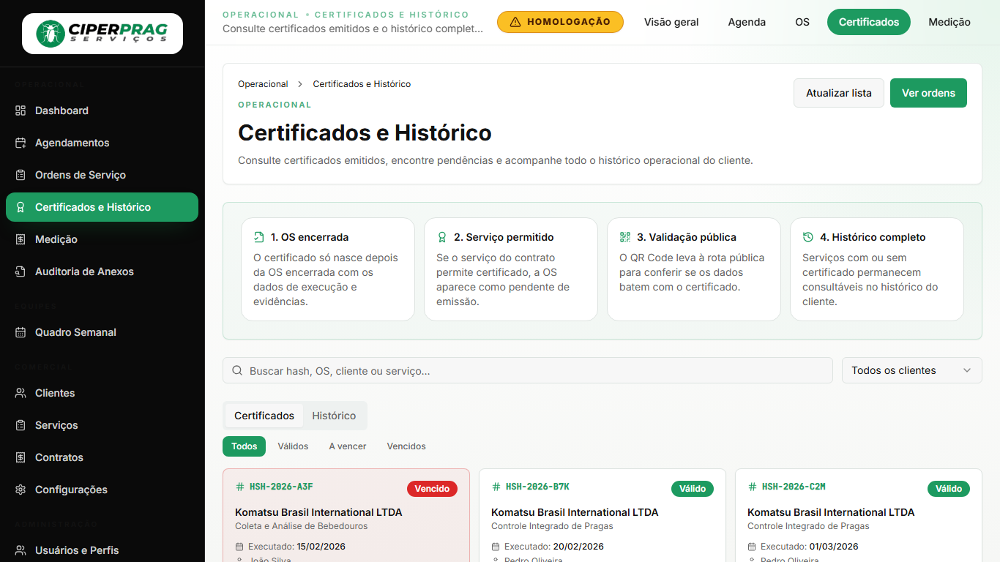 CIPERPRAG
SERVIÇOS
OPERACIONAL
Dashboard
Agendamentos
Ordens de Serviço
Certificados e Histórico
Medição
Auditoria de Anexos
EQUIPES
Quadro Semanal
COMERCIAL
Clientes
Serviços
Contratos
Configurações
ADMINISTRACAO
Usuários e Perfis
OPERACIONAL • CERTIFICADOS E HISTÓRICO
Consulte certificados emitidos e o histórico complet...
HOMOLOGAÇÃO
Visão geral
Agenda
OS
Certificados
Medição
Operacional > Certificados e Histórico
OPERACIONAL
Certificados e Histórico
Consulte certificados emitidos, encontre pendências e acompanhe todo o histórico operacional do cliente.
Atualizar lista
Ver ordens
1. OS encerrada
O certificado só nasce depois
da OS encerrada com os
dados de execução e
evidências.
2. Serviço permitido
Se o serviço do contrato
permite certificado, a OS
aparece como pendente de
emissão.
3. Validação pública
O QR Code leva à rota pública
para conferir se os dados
batem com o certificado.
4. Histórico completo
Serviços com ou sem
certificado permanecem
consultáveis no histórico do
cliente.
Buscar hash, OS, cliente ou serviço...
Todos os clientes
Certificados
Histórico
Todos
Válidos
A vencer
Vencidos
# HSH-2026-A3F
Vencido
Komatsu Brasil International LTDA
Coleta e Análise de Bebedouros
Executado: 15/02/2026
João Silva
# HSH-2026-B7K
Válido
Komatsu Brasil International LTDA
Controle Integrado de Pragas
Executado: 20/02/2026
Pedro Oliveira
# HSH-2026-C2M
Válido
Komatsu Brasil International LTDA
Controle Integrado de Pragas
Executado: 01/03/2026
Pedro Oliveira